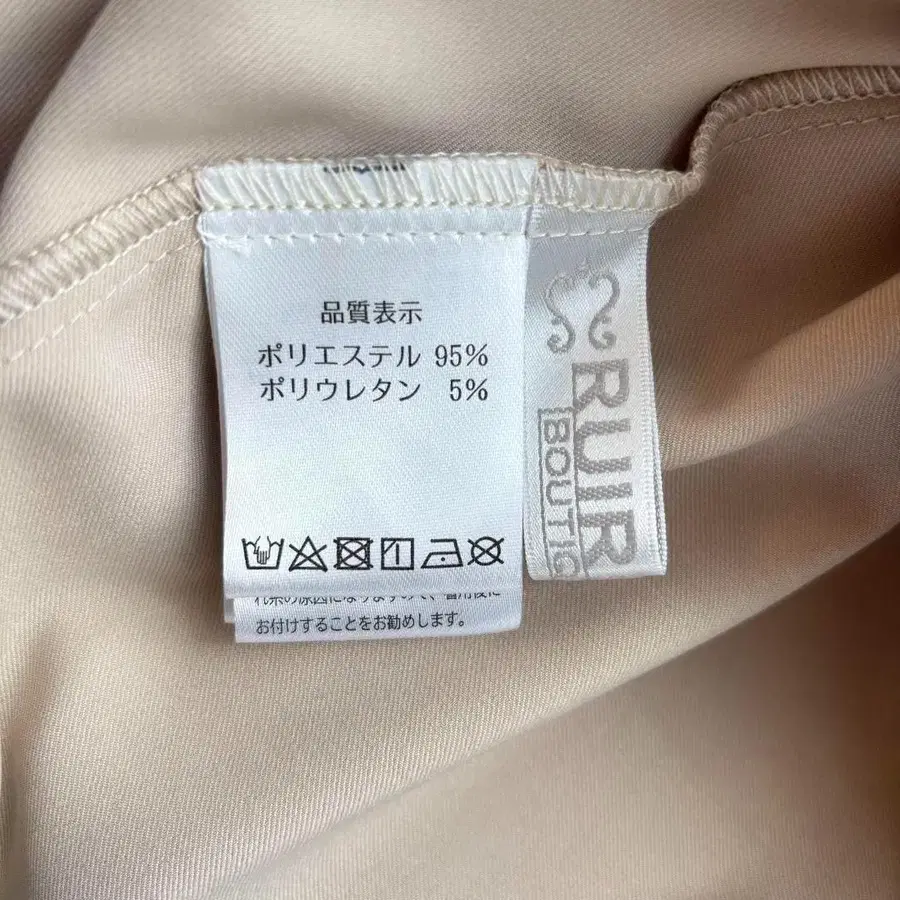 品質表示
ポリエステル 95%
ポリウレタン 5%
お付けすることをお勧めします。
RUIR
BOUTI